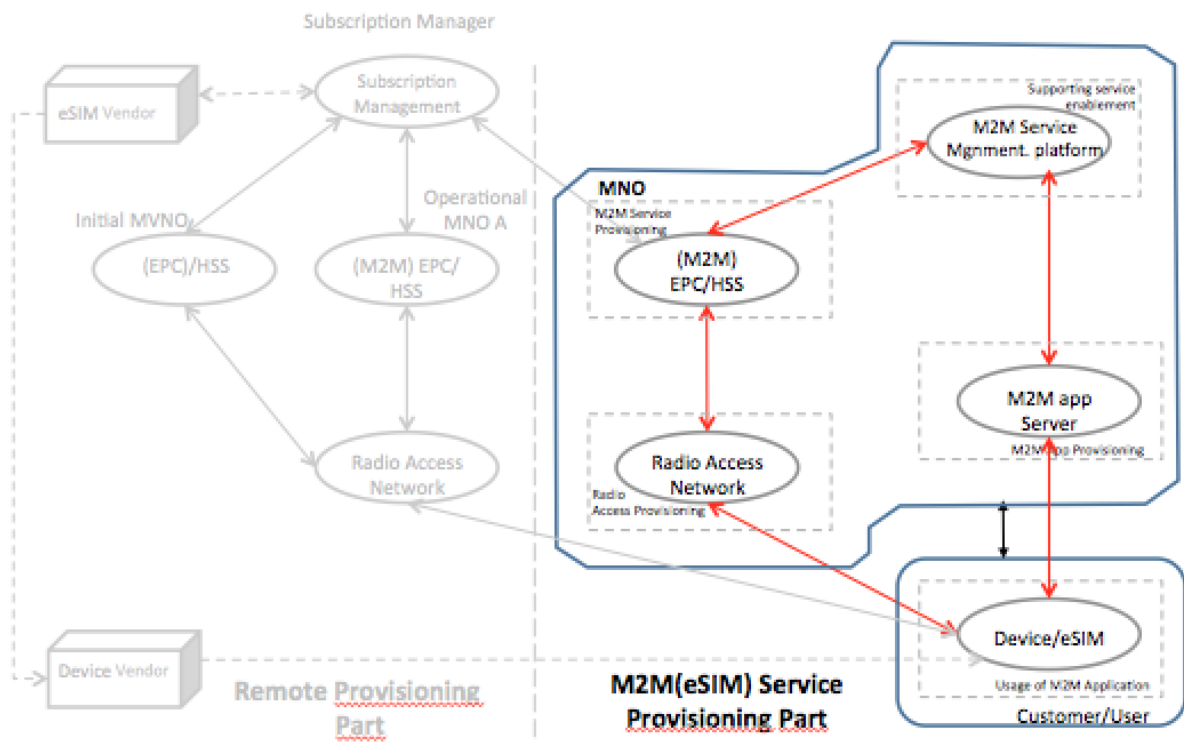 Subscription Manager
eSIM Vendor
Subscription
Management
Initial MVNO
Operational
MNO A
(EPC)/HSS
(M2M) EPC/
HSS
Radio Access
Network
Device Vendor
Remote Provisioning
Part
MNO
M2M Service
Provisioning
(M2M)
EPC/HSS
Radio Access
Network
Radio
Access Provisioning
Supporting service
enablement
M2M Service
Mgnment. platform
M2M app
Server
M2M app Provisioning
Device/eSIM
Usage of M2M Application
Customer/User
M2M(eSIM) Service
Provisioning Part